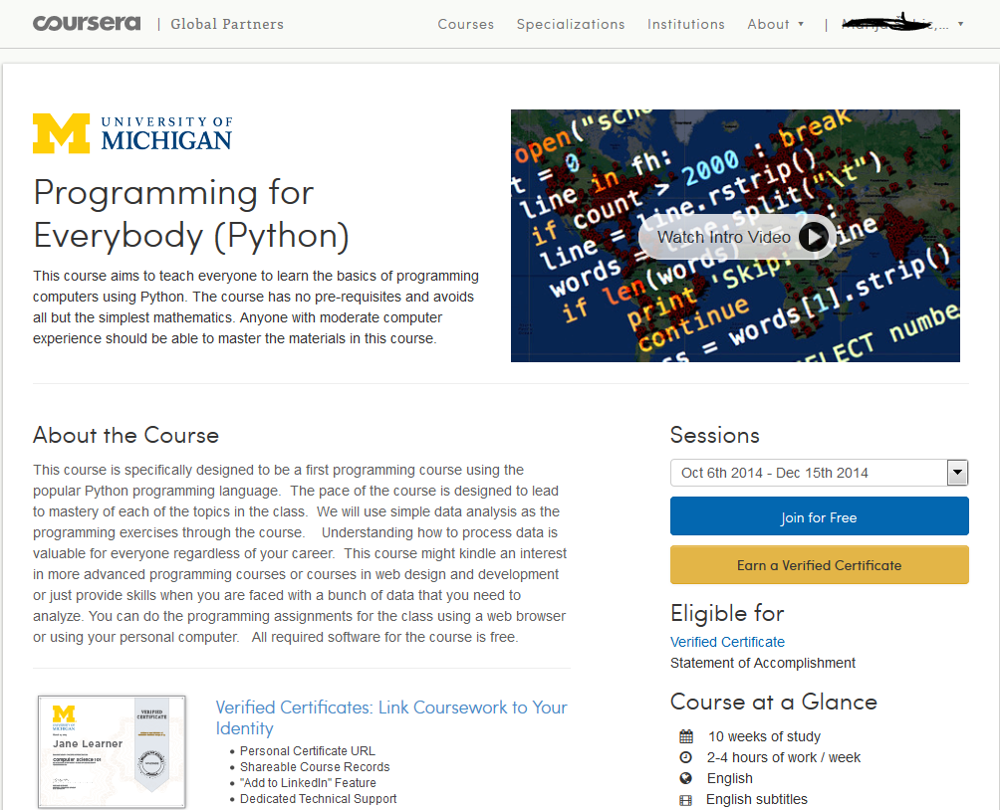 coursera | Global Partners
Courses Specializations Institutions About |
UNIVERSITY OF
MICHIGAN
Programming for
Everybody (Python)
This course aims to teach everyone to learn the basics of programming
computers using Python. The course has no pre-requisites and avoids
all but the simplest mathematics. Anyone with moderate computer
experience should be able to master the materials in this course.
open("sch
t = 0
line in fh:
if count > 2000 : break
line = line.rstrip()
words = line.split("\t")
if len(words)
print 'Skip:
continue
= words[1].strip()
SELECT numbe
Watch Intro Video
About the Course
This course is specifically designed to be a first programming course using the
popular Python programming language. The pace of the course is designed to lead
to mastery of each of the topics in the class. We will use simple data analysis as the
programming exercises through the course. Understanding how to process data is
valuable for everyone regardless of your career. This course might kindle an interest
in more advanced programming courses or courses in web design and development
or just provide skills when you are faced with a bunch of data that you need to
analyze. You can do the programming assignments for the class using a web browser
or using your personal computer. All required software for the course is free.
VERIFIED
CERTIFICATE
Jane Learner
Computer Science 101
Verified Certificates: Link Coursework to Your
Identity
Personal Certificate URL
Shareable Course Records
"Add to LinkedIn" Feature
Dedicated Technical Support
Sessions
Oct 6th 2014 - Dec 15th 2014
Join for Free
Earn a Verified Certificate
Eligible for
Verified Certificate
Statement of Accomplishment
Course at a Glance
10 weeks of study
2-4 hours of work / week
English
English subtitles